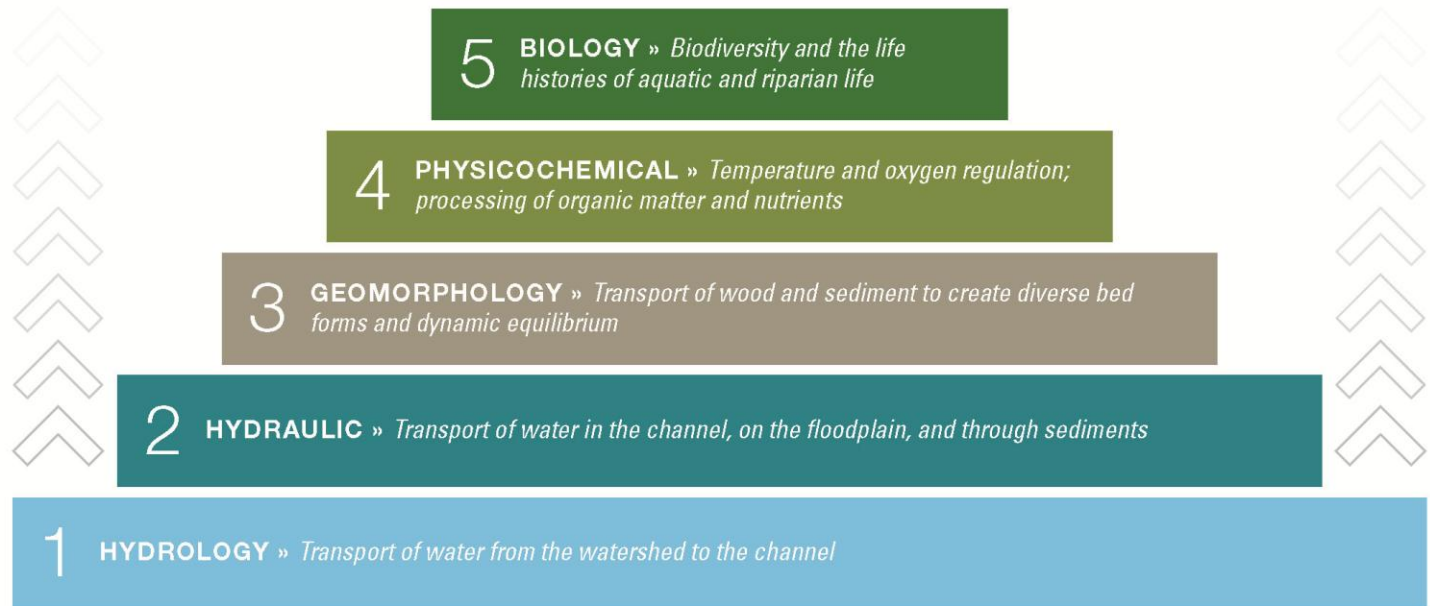 5 BIOLOGY » Biodiversity and the life
histories of aquatic and riparian life
4 PHYSICOCHEMICAL » Temperature and oxygen regulation;
processing of organic matter and nutrients
3 GEOMORPHOLOGY » Transport of wood and sediment to create diverse bed
forms and dynamic equilibrium
2 HYDRAULIC » Transport of water in the channel, on the floodplain, and through sediments
1 HYDROLOGY » Transport of water from the watershed to the channel